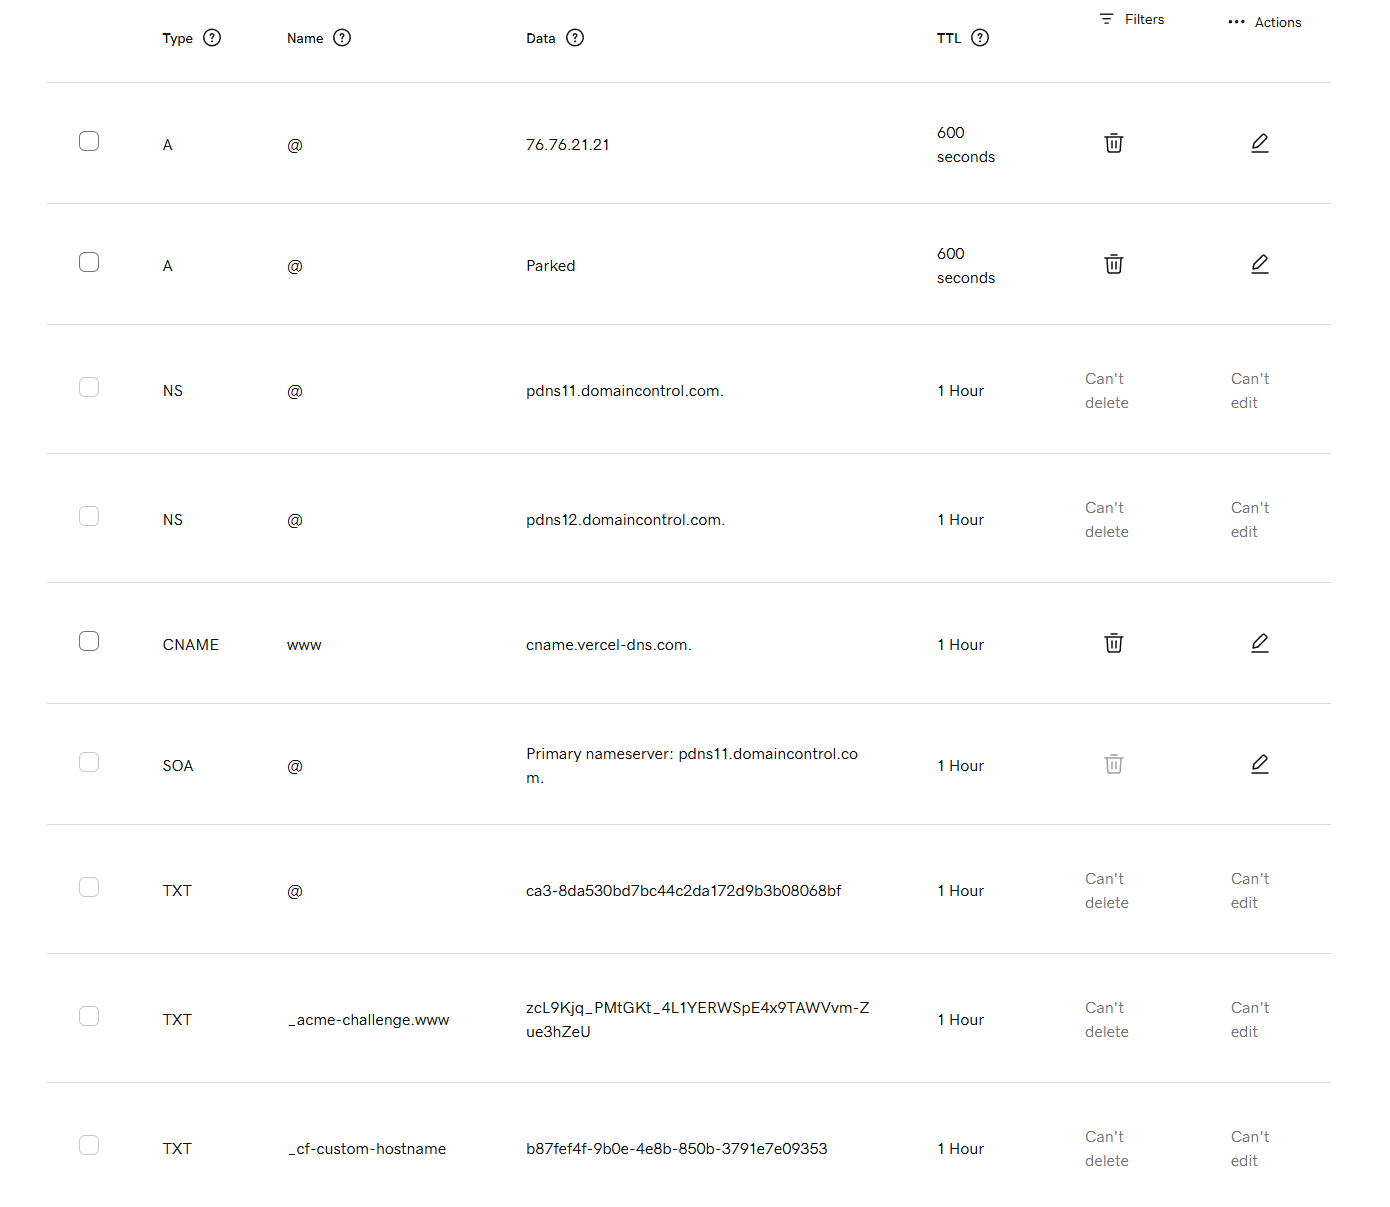 Filters
Actions
Type
Name
Data
TTL
A
@
76.76.21.21
600
seconds
A
@
Parked
600
seconds
NS
@
pdns11.domaincontrol.com.
1 Hour
Can't
delete
Can't
edit
NS
@
pdns12.domaincontrol.com.
1 Hour
Can't
delete
Can't
edit
CNAME
www
cname.vercel-dns.com.
1 Hour
SOA
@
Primary nameserver: pdns11.domaincontrol.co
m.
1 Hour
TXT
@
ca3-8da530bd7bc44c2da172d9b3b08068bf
1 Hour
Can't
delete
Can't
edit
TXT
_acme-challenge.www
zcL9Kjq_PMtGKt_4L1YERWSpE4x9TAWVvm-Z
ue3hZeU
1 Hour
Can't
delete
Can't
edit
TXT
_cf-custom-hostname
b87fef4f-9b0e-4e8b-850b-3791e7e09353
1 Hour
Can't
delete
Can't
edit